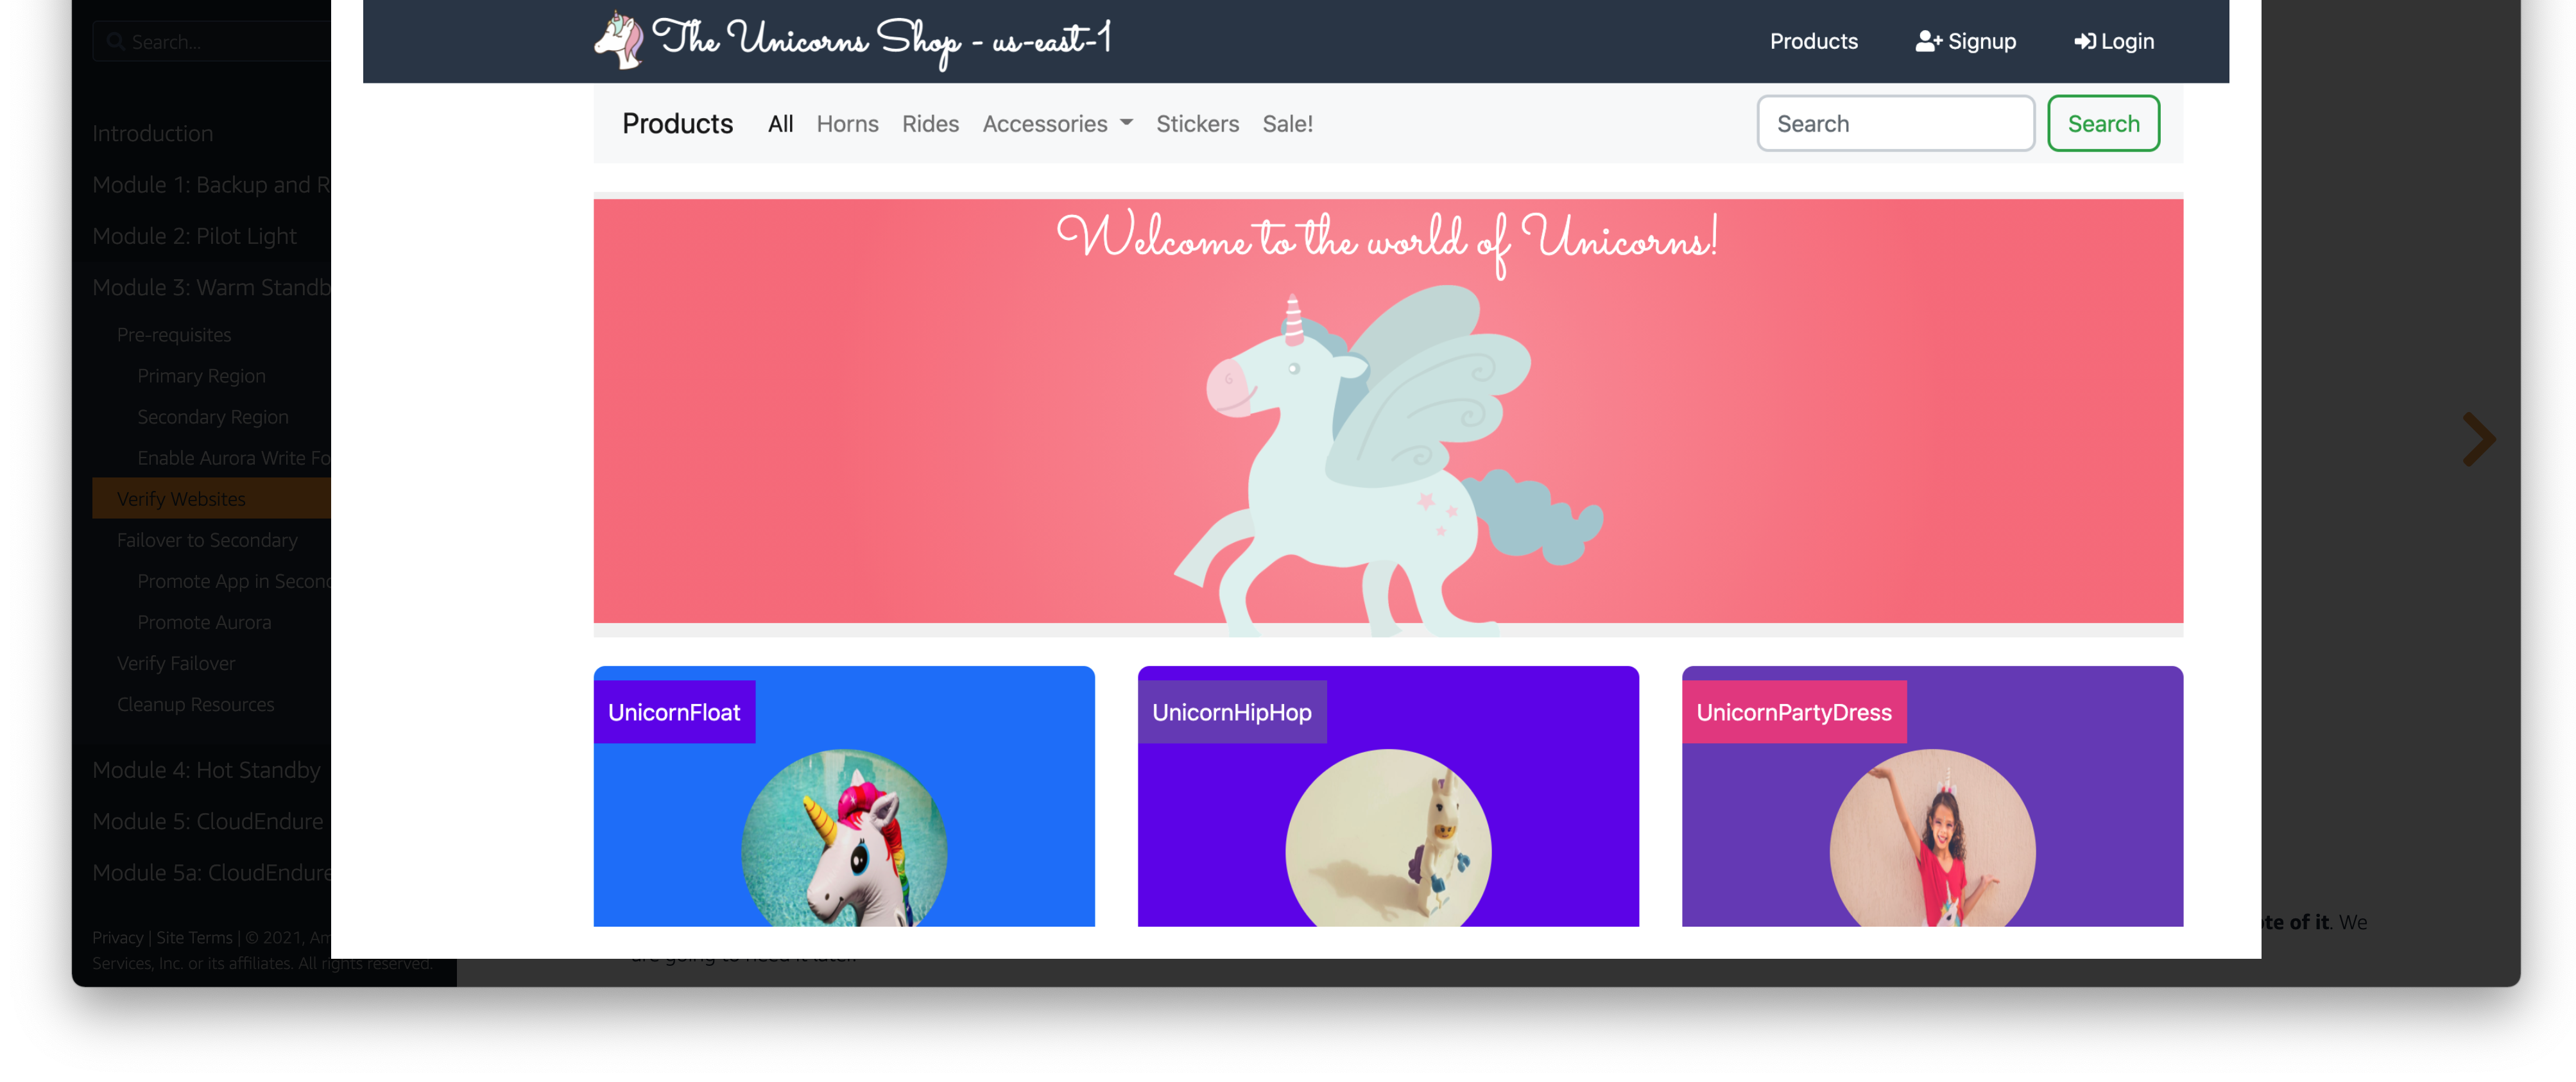 Search...
Introduction
Module 1: Backup and R
Module 2: Pilot Light
Module 3: Warm Standb
Pre-requisites
Primary Region
Secondary Region
Enable Aurora Write Fo
Verify Websites
Failover to Secondary
Promote App in Second
Promote Aurora
Verify Failover
Cleanup Resources
Module 4: Hot Standby
Module 5: CloudEndure
Module 5a: CloudEndure
Privacy | Site Terms | © 2021, Am
Services, Inc. or its affiliates. All rights reserved.
The Unicorns Shop - us-east-1
Products Signup Login
Products All Horns Rides Accessories Stickers Sale!
Search Search
Welcome to the world of Unicorns!
UnicornFloat UnicornHipHop UnicornPartyDress
ote of it. We
are going to need it later.